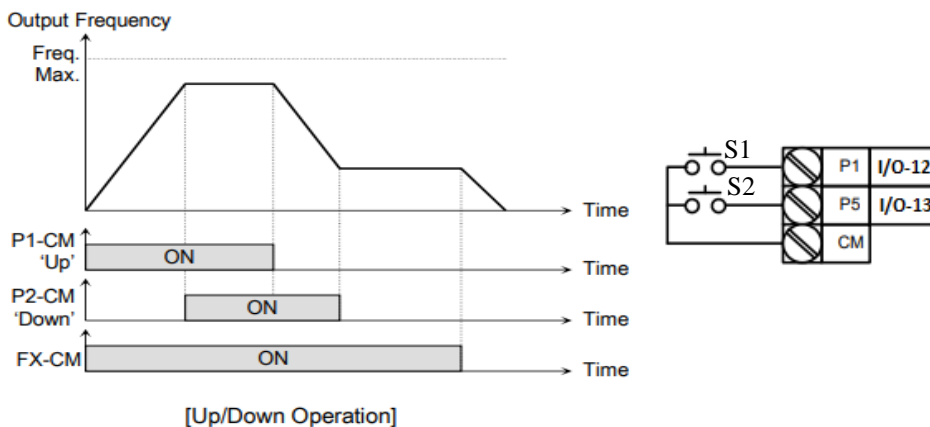 Output Frequency
Freq.
Max.
Time
P1-CM
'Up'
ON
Time
P2-CM
'Down'
ON
Time
FX-CM
ON
Time
[Up/Down Operation]
S1
P1 I/O-12
S2
P5 I/O-13
CM